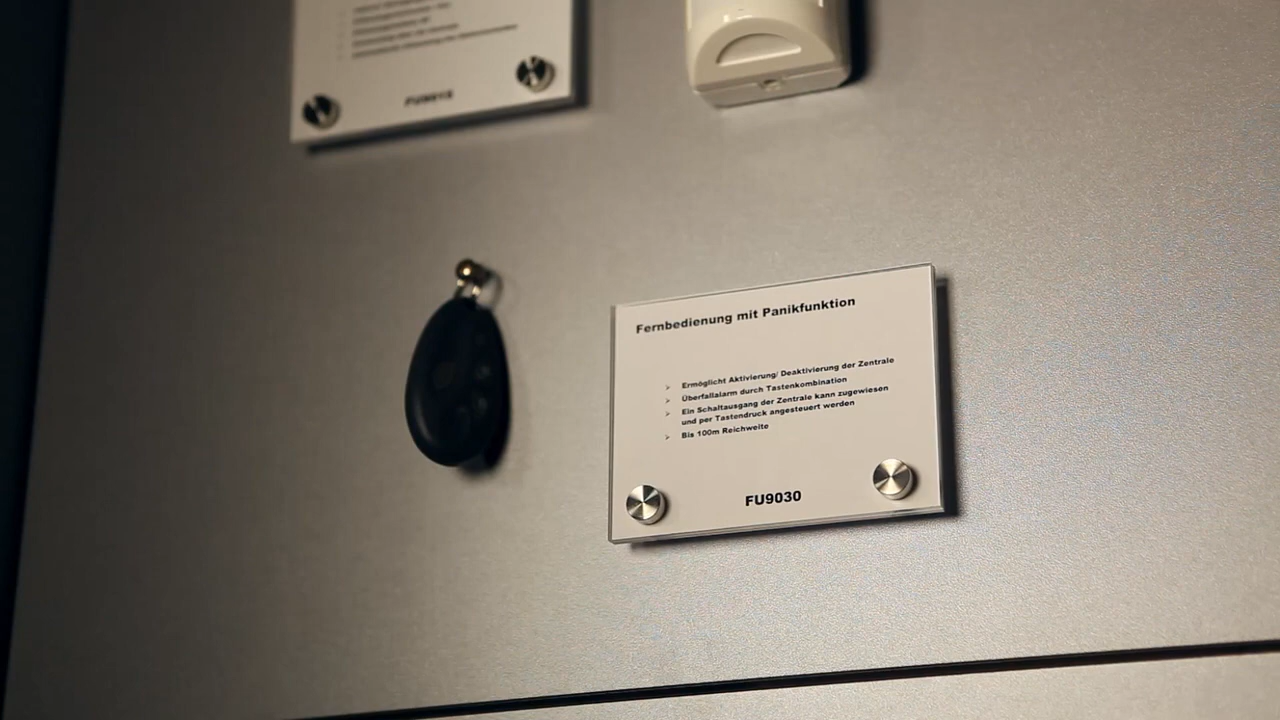 Fernbedienung mit Panikfunktion
Ermöglicht Aktivierung/ Deaktivierung der Zentrale
Überfallalarm durch Tastenkombination
Ein Schaltausgang der Zentrale kann zugewiesen
und per Tastendruck angesteuert werden
Bis 100m Reichweite
FU9030